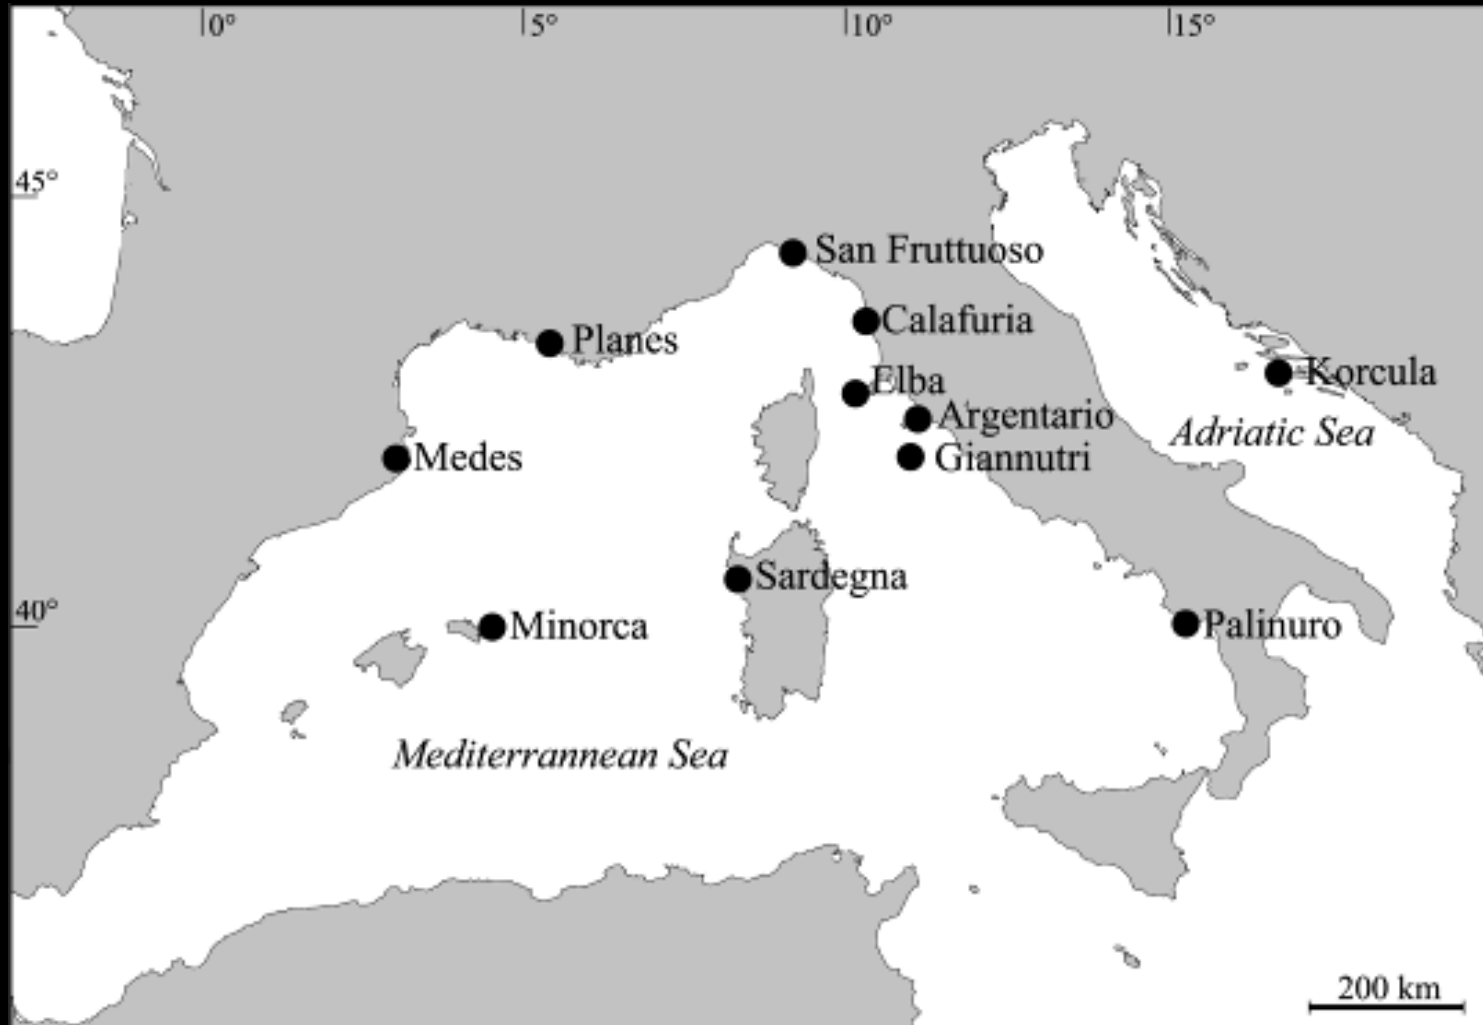 0°
5°
10°
15°
45°
San Fruttuoso
Calafuria
Planes
Korcula
Elba
Argentario
Adriatic Sea
Medes
Giannutri
Sardegna
40°
Minorca
Palinuro
Mediterrannean Sea
200 km